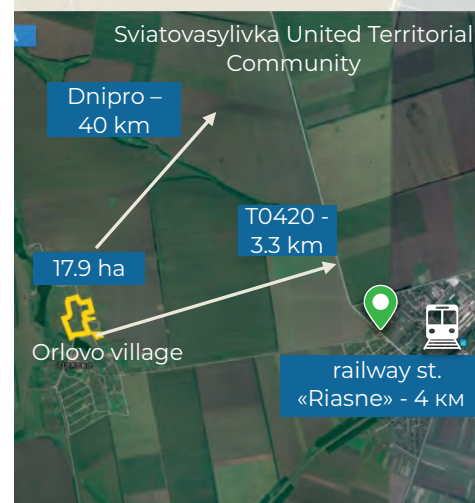 Sviatovasylivka United Territorial
Community
Dnipro –
40 km
T0420 -
3.3 km
17.9 ha
Orlovo village
railway st.
«Riasne» - 4 км